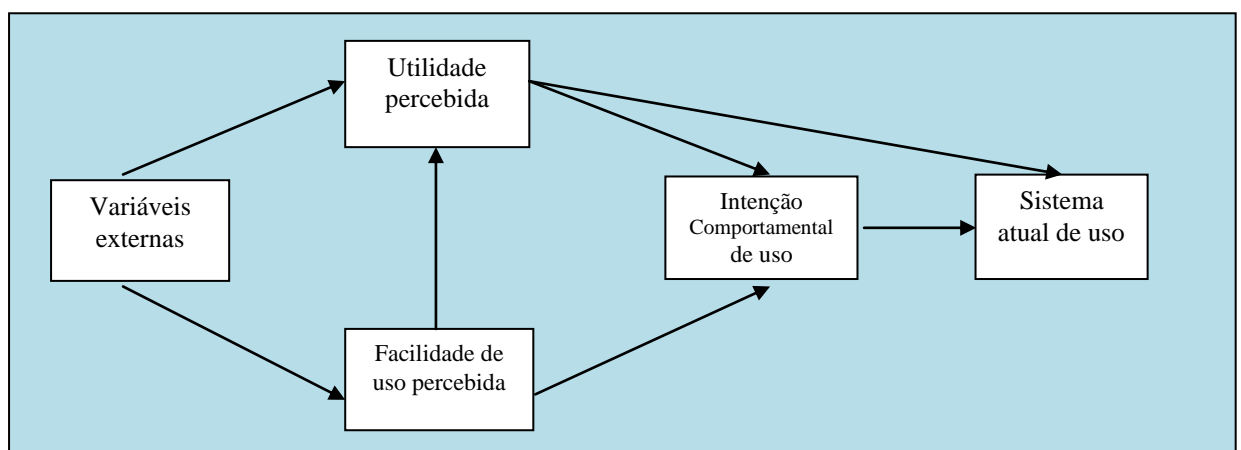 Utilidade
percebida
Variáveis
externas
Intenção
Comportamental
de uso
Sistema
atual de uso
Facilidade de
uso percebida